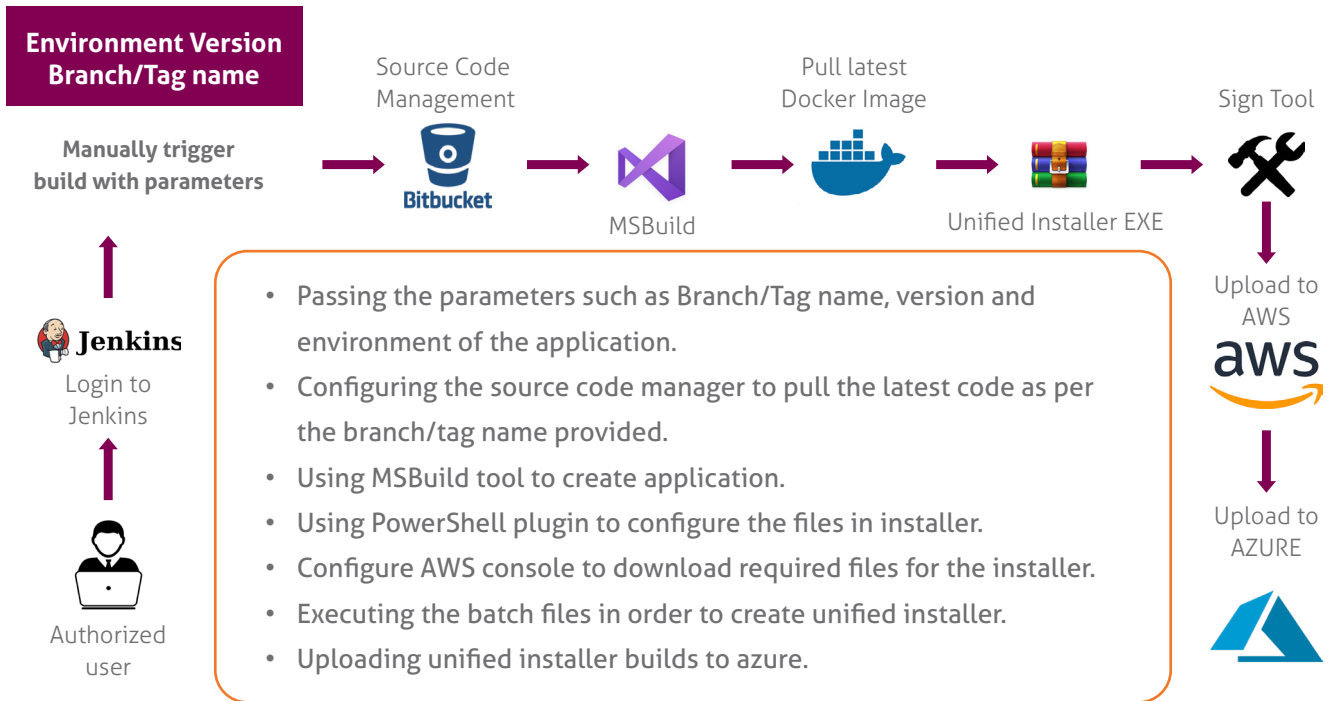 Environment Version
Branch/Tag name
Manually trigger
build with parameters
Source Code
Management
Bitbucket
MSBuild
Pull latest
Docker Image
Unified Installer EXE
Sign Tool
Upload to
AWS
aws
Upload to
AZURE
Jenkins
Login to
Jenkins
Authorized
user
• Passing the parameters such as Branch/Tag name, version and
environment of the application.
• Configuring the source code manager to pull the latest code as per
the branch/tag name provided.
• Using MSBuild tool to create application.
• Using PowerShell plugin to configure the files in installer.
• Configure AWS console to download required files for the installer.
• Executing the batch files in order to create unified installer.
• Uploading unified installer builds to azure.